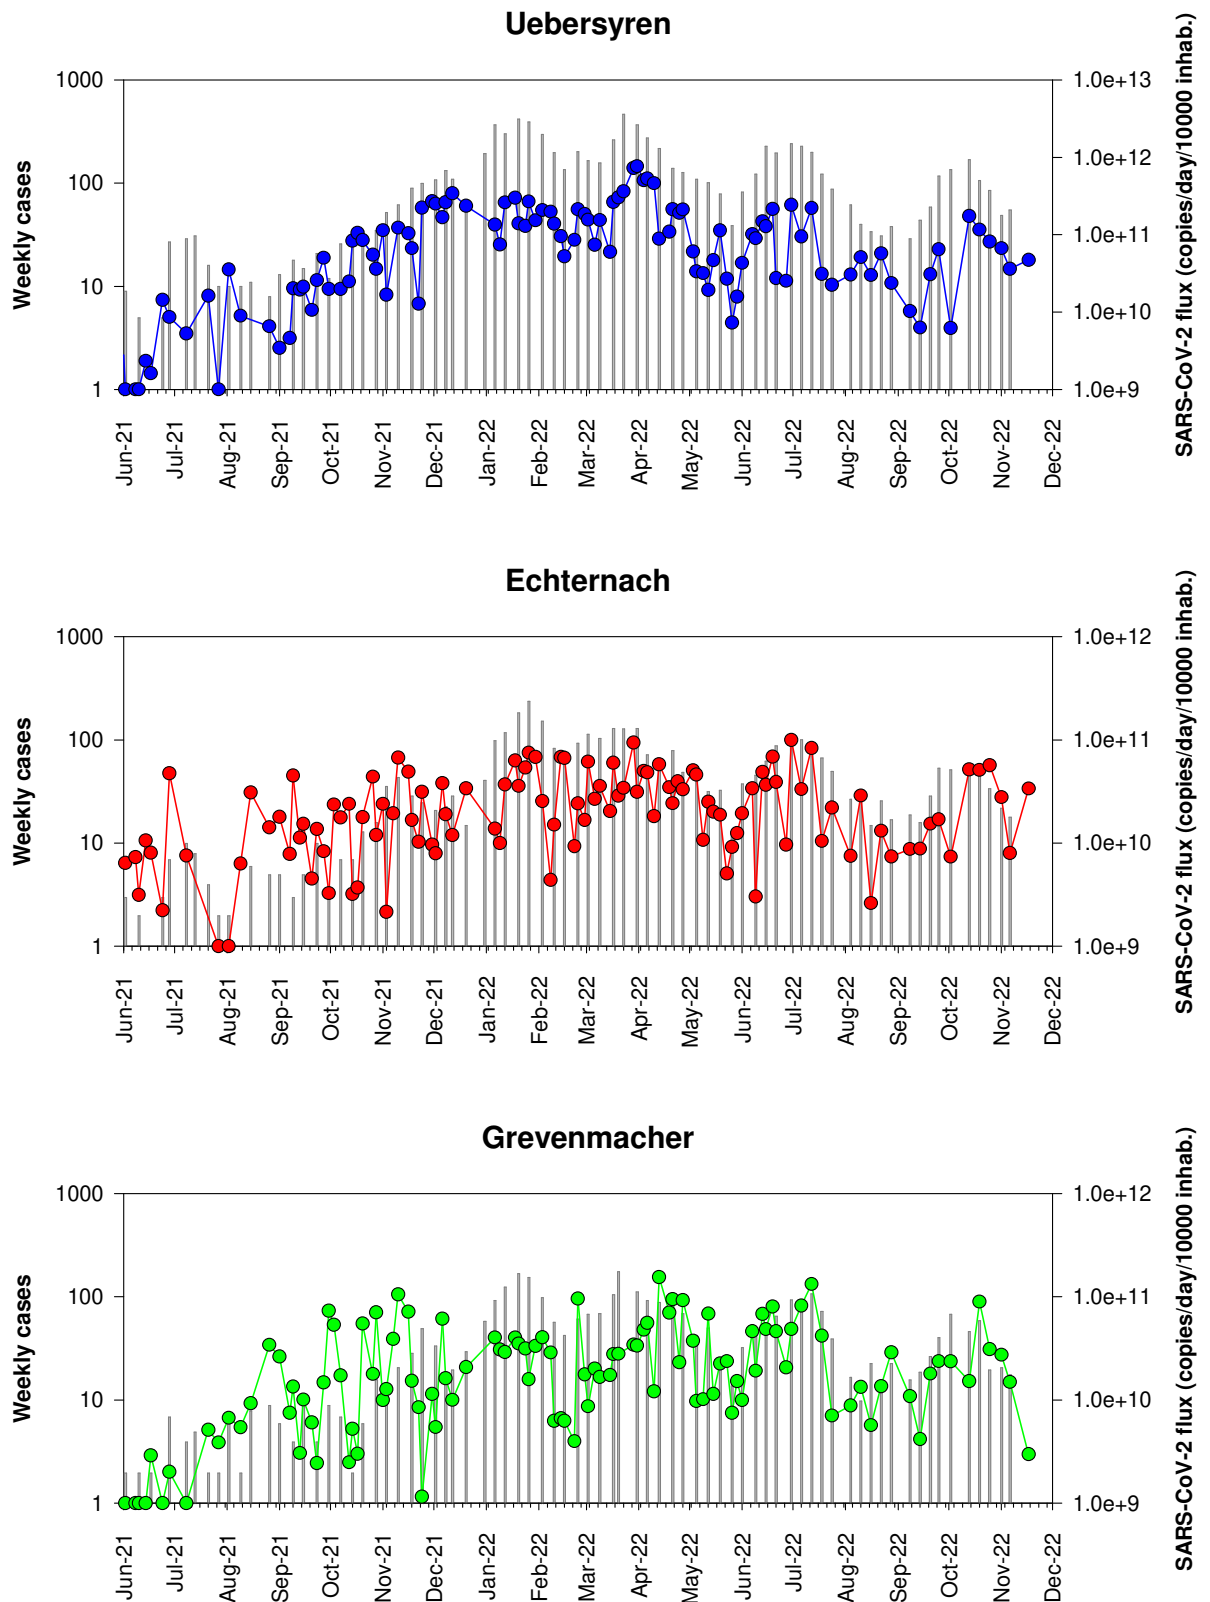 Uebersyren
Weekly cases
1000
100
10
1
1.0e+13
1.0e+12
1.0e+11
1.0e+10
1.0e+9
SARS-CoV-2 flux (copies/day/10000 inhab.)
Jun-21
Jul-21
Aug-21
Sep-21
Oct-21
Nov-21
Dec-21
Jan-22
Feb-22
Mar-22
Apr-22
May-22
Jun-22
Jul-22
Aug-22
Sep-22
Oct-22
Nov-22
Dec-22
Echternach
Weekly cases
1000
100
10
1
1.0e+12
1.0e+11
1.0e+10
1.0e+9
SARS-CoV-2 flux (copies/day/10000 inhab.)
Jun-21
Jul-21
Aug-21
Sep-21
Oct-21
Nov-21
Dec-21
Jan-22
Feb-22
Mar-22
Apr-22
May-22
Jun-22
Jul-22
Aug-22
Sep-22
Oct-22
Nov-22
Dec-22
Grevenmacher
Weekly cases
1000
100
10
1
1.0e+12
1.0e+11
1.0e+10
1.0e+9
SARS-CoV-2 flux (copies/day/10000 inhab.)
Jun-21
Jul-21
Aug-21
Sep-21
Oct-21
Nov-21
Dec-21
Jan-22
Feb-22
Mar-22
Apr-22
May-22
Jun-22
Jul-22
Aug-22
Sep-22
Oct-22
Nov-22
Dec-22